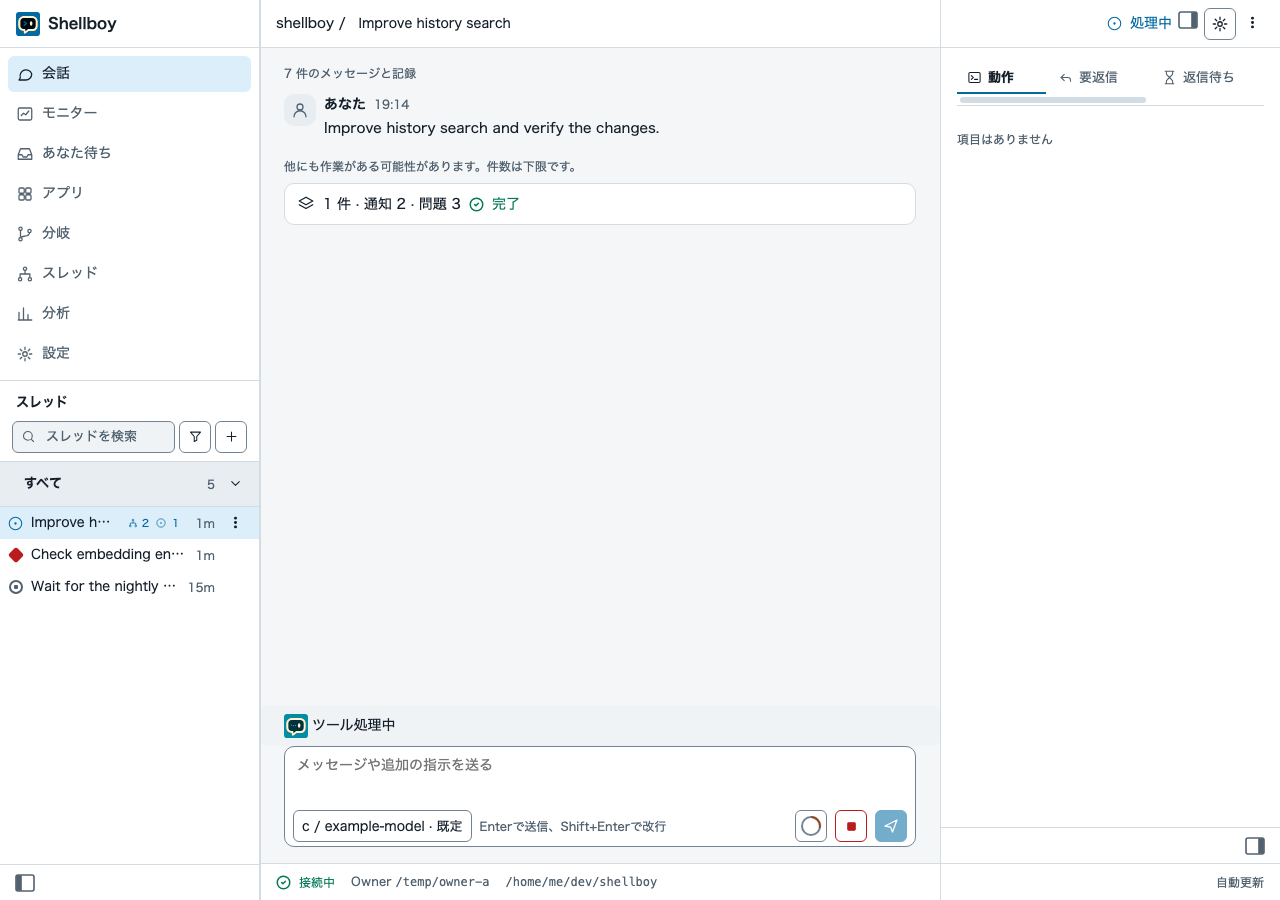 Shellboy
会話
モニター
あなた待ち
アプリ
分岐
スレッド
分析
設定
スレッド
スレッドを検索
すべて 5
Improve h… 2 1 1m
Check embedding en… 1m
Wait for the nightly … 15m
shellboy / Improve history search
7 件のメッセージと記録
あなた 19:14
Improve history search and verify the changes.
他にも作業がある可能性があります。件数は下限です。
1 件 · 通知 2 · 問題 3 完了
ツール処理中
メッセージや追加の指示を送る
c / example-model · 既定 Enterで送信、Shift+Enterで改行
接続中 Owner /temp/owner-a /home/me/dev/shellboy
処理中
動作 要返信 返信待ち
項目はありません
自動更新